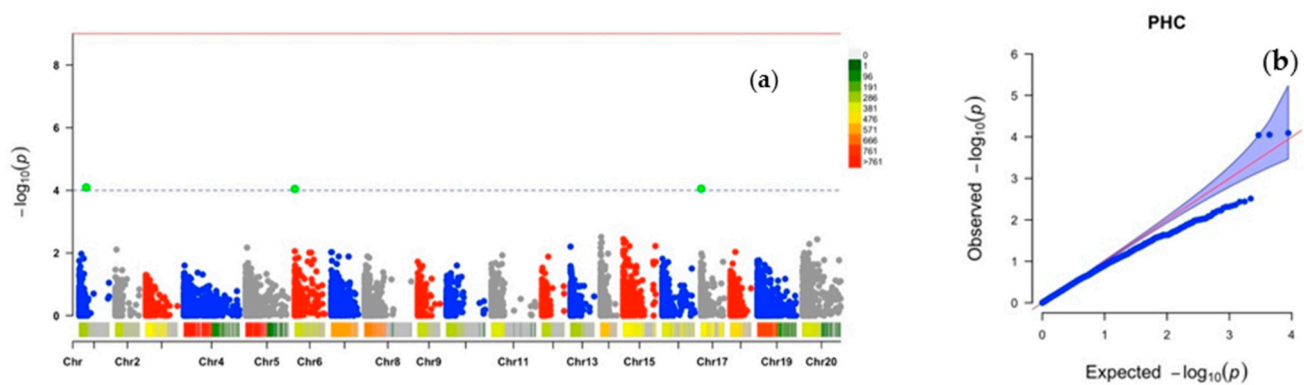 PHC
(a)
(b)
−log10(p)
8
6
4
2
0
0
1
96
191
286
381
476
571
666
761
>761
Chr
Chr2
Chr4
Chr5
Chr6
Chr8
Chr9
Chr11
Chr13
Chr15
Chr17
Chr19
Chr20
Observed −log10(p)
6
5
4
3
2
1
0
0 1 2 3 4
Expected −log10(p)